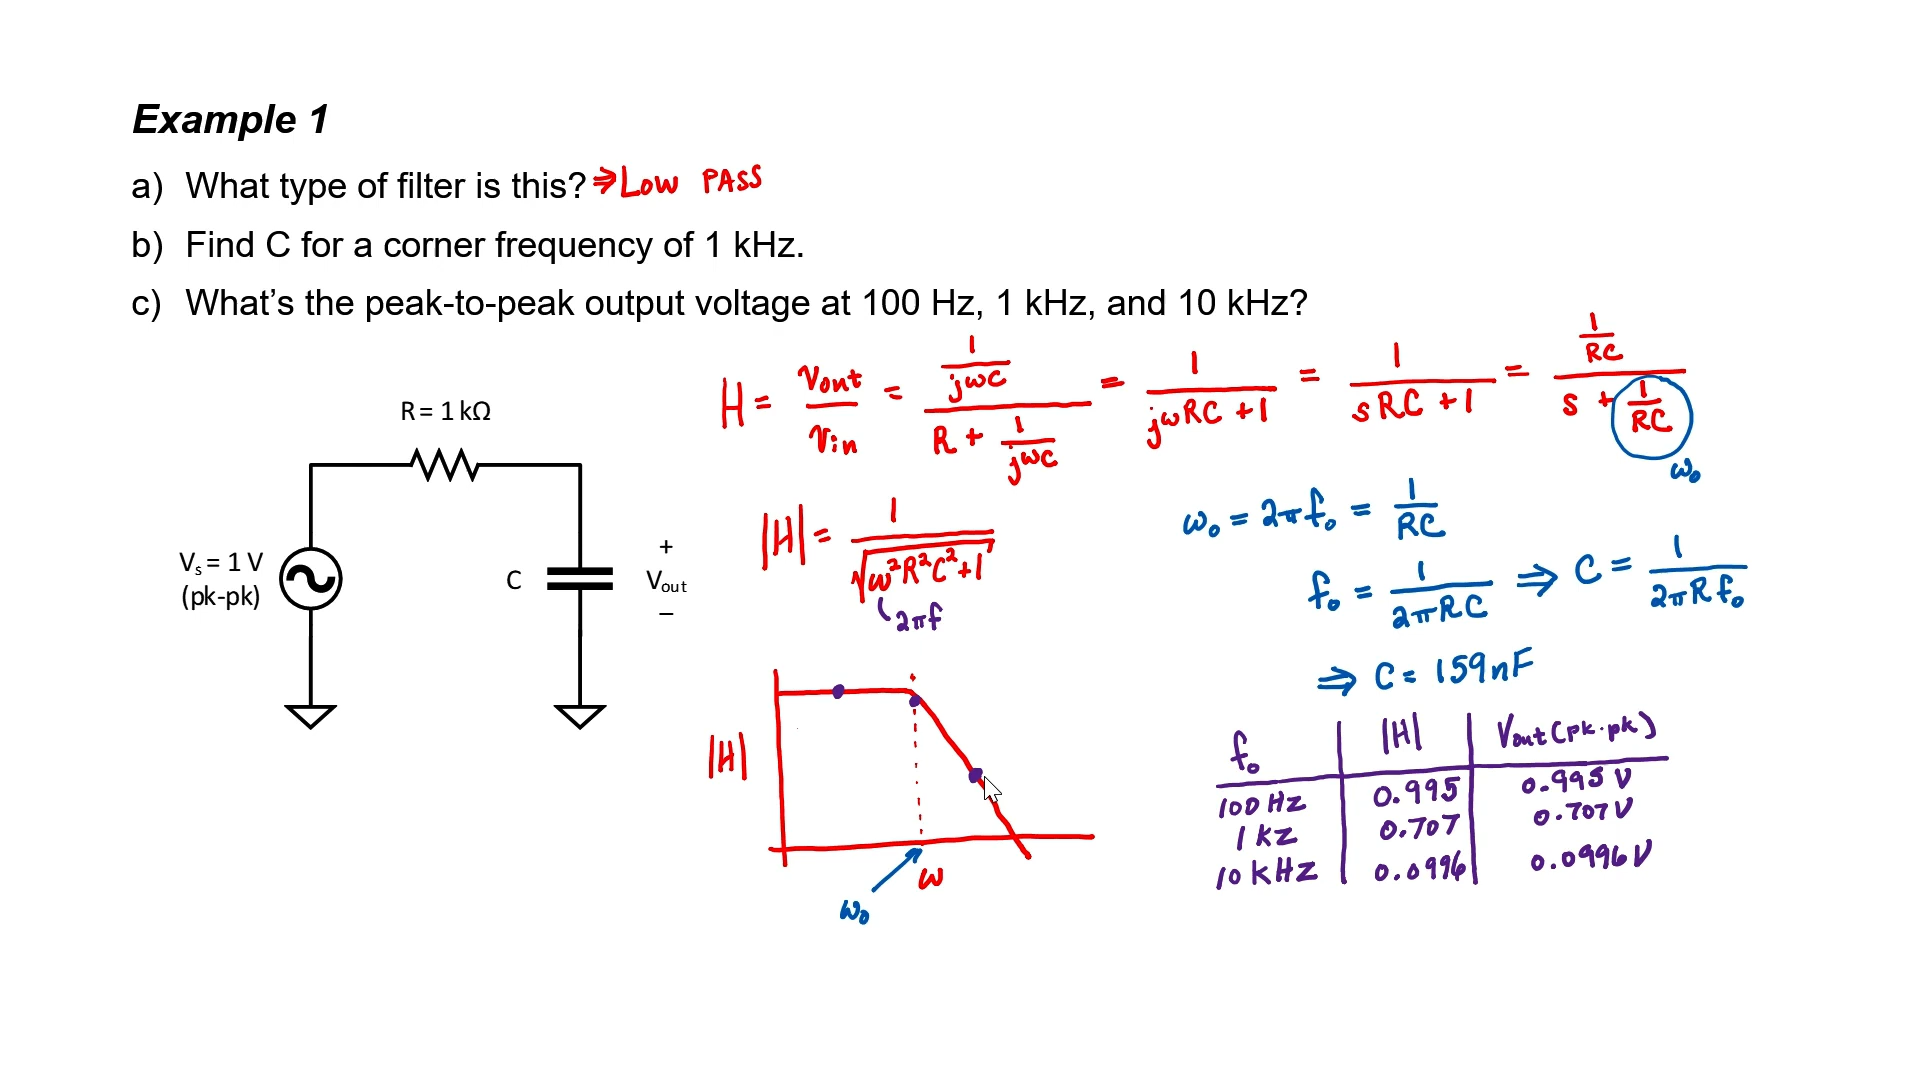 Example 1
a) What type of filter is this? ⇒ LOW PASS
b) Find C for a corner frequency of 1 kHz.
c) What’s the peak-to-peak output voltage at 100 Hz, 1 kHz, and 10 kHz?
R = 1 kΩ
Vs = 1 V
(pk-pk)
C
+
Vout
−
H = Vout/Vin = (1/jωC)/(R + 1/jωC) = 1/(jωRC + 1) = 1/(sRC + 1) = (1/RC)/(s + 1/RC)
ω₀
|H| = 1/√(ω²R²C² + 1)
2πf
ω₀ = 2πf₀ = 1/RC
f₀ = 1/(2πRC) ⇒ C = 1/(2πRf₀)
⇒ C = 159nF
|H|
ω
ω₀
f₀ |H| Vout (pk-pk)
100 Hz 0.995 0.995 V
1 kz 0.707 0.707 V
10 kHz 0.0996 0.0996 V